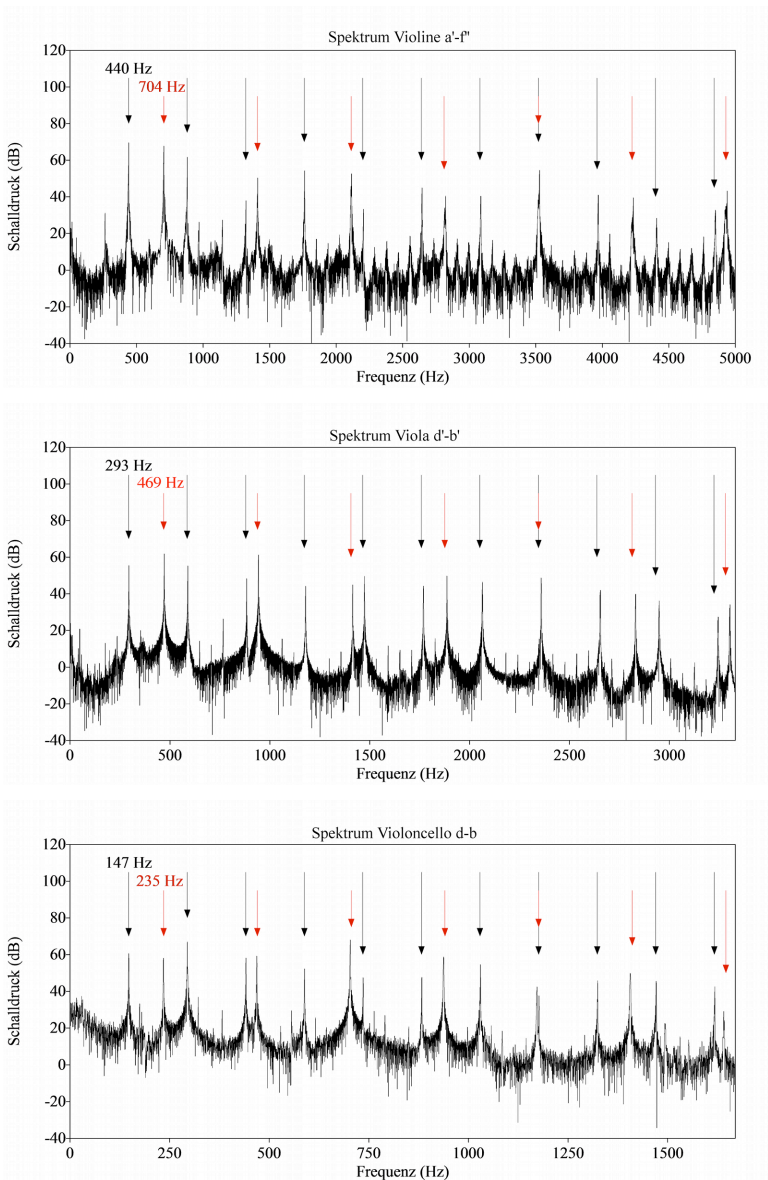 Spektrum Violine a'-f''
120
100
80
60
40
20
0
-20
-40
Schalldruck (dB)
440 Hz
704 Hz
0 500 1000 1500 2000 2500 3000 3500 4000 4500 5000
Frequenz (Hz)
Spektrum Viola d'-b'
120
100
80
60
40
20
0
-20
-40
Schalldruck (dB)
293 Hz
469 Hz
0 500 1000 1500 2000 2500 3000
Frequenz (Hz)
Spektrum Violoncello d-b
120
100
80
60
40
20
0
-20
-40
Schalldruck (dB)
147 Hz
235 Hz
0 250 500 750 1000 1250 1500
Frequenz (Hz)